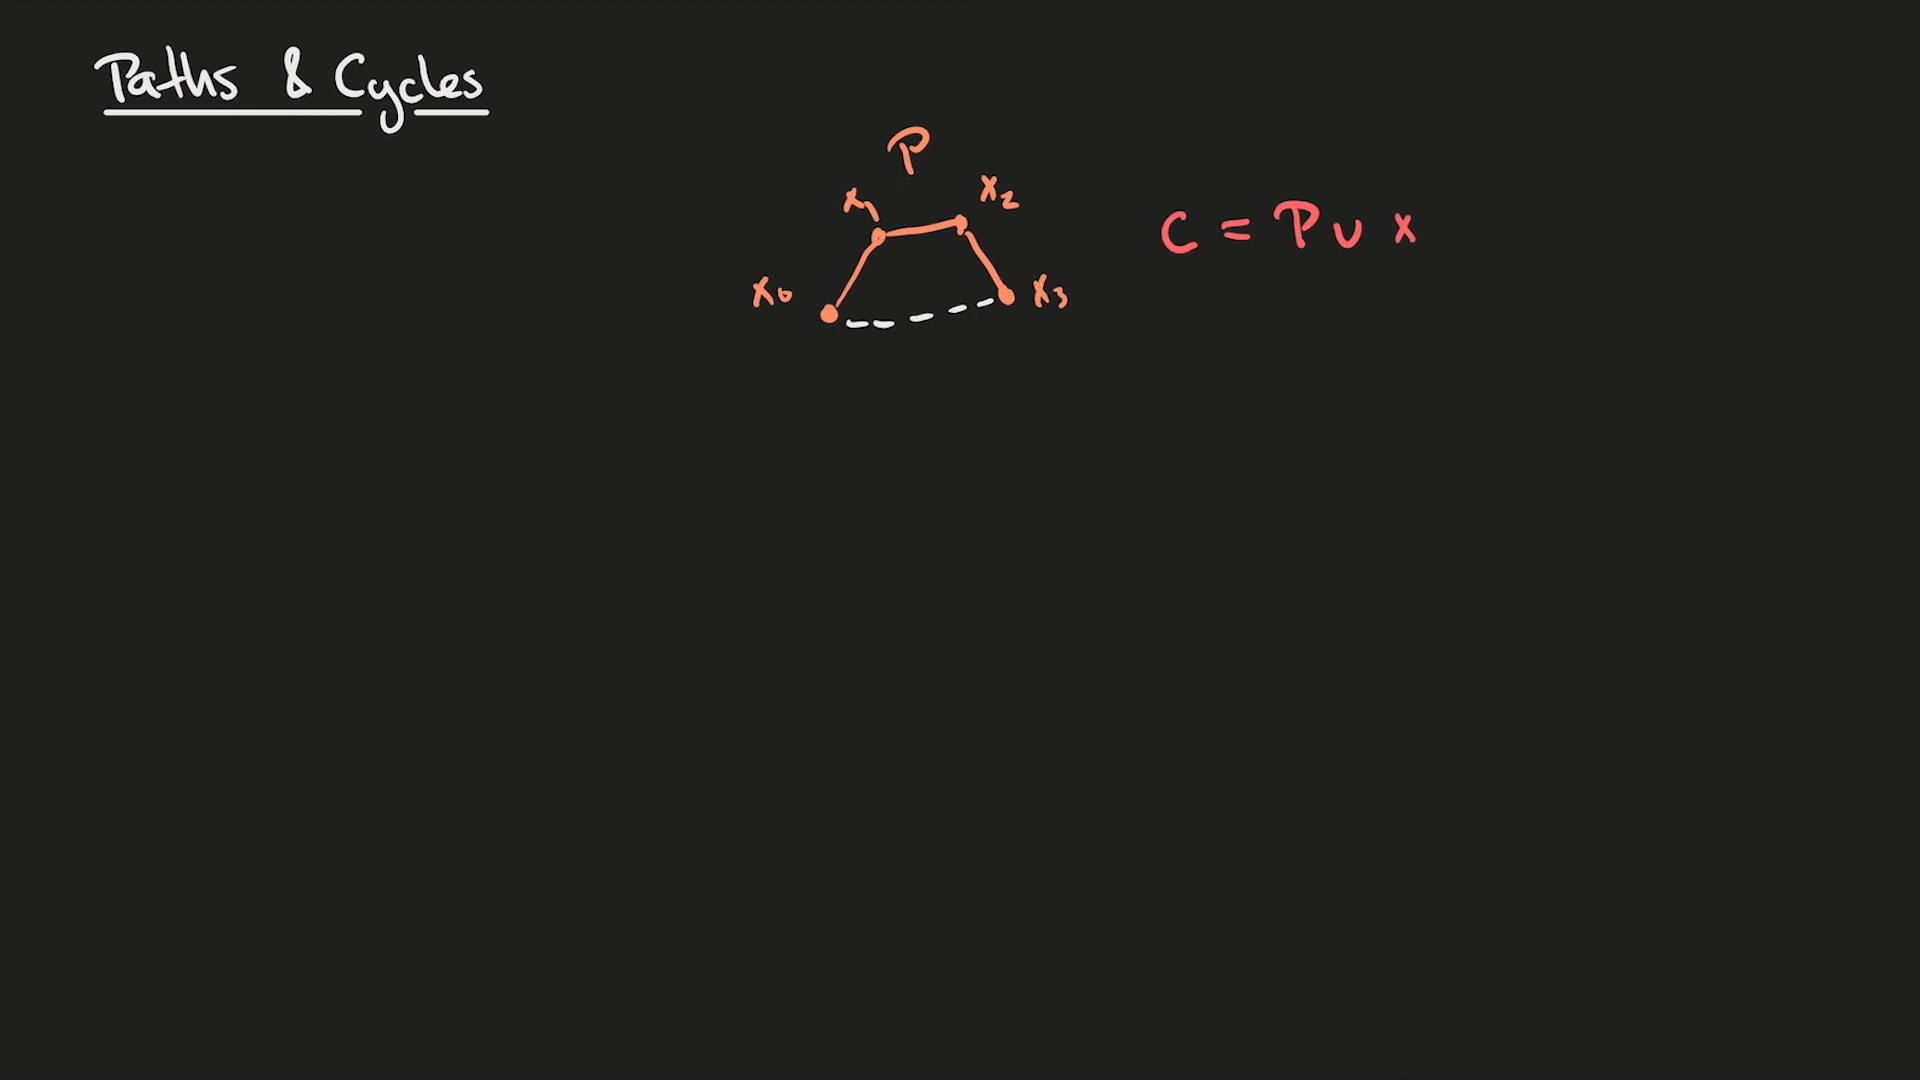 Paths & Cycles
P
x₁ x₂
C = P ∪ x
x₀ x₃